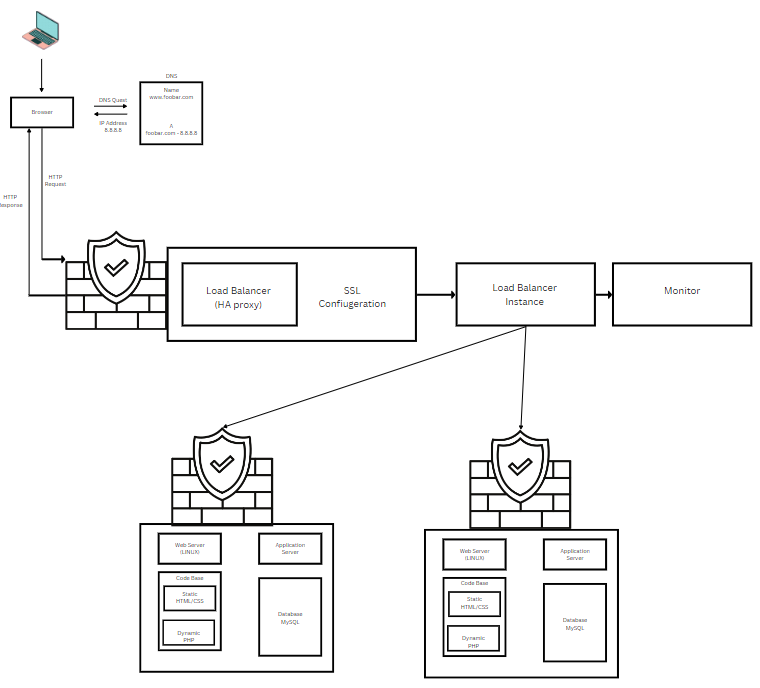 DNS
Name
www.foobar.com
A
foobar.com - 8.8.8.8
DNS Quest
IP Address
8.8.8.8
Browser
HTTP
Request
HTTP
esponse
Load Balancer
(HA proxy)
SSL
Confiugeration
Load Balancer
Instance
Monitor
Web Server
(LINUX)
Application
Server
Code Base
Static
HTML/CSS
Dynamic
PHP
Database
MySQL
Web Server
(LINUX)
Application
Server
Code Base
Static
HTML/CSS
Dynamic
PHP
Database
MySQL